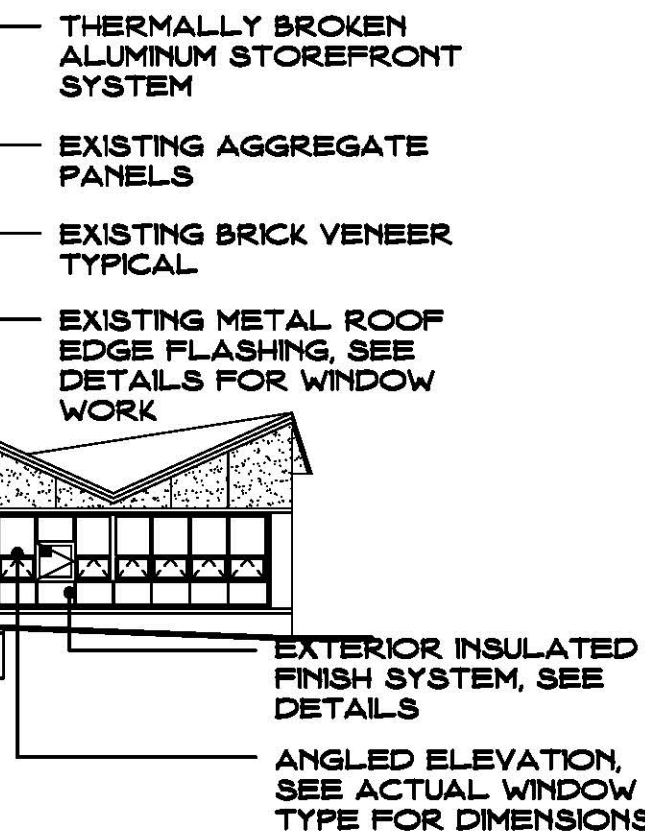 THERMALLY BROKEN
ALUMINUM STOREFRONT
SYSTEM
EXISTING AGGREGATE
PANELS
EXISTING BRICK VENEER
TYPICAL
EXISTING METAL ROOF
EDGE FLASHING, SEE
DETAILS FOR WINDOW
WORK
EXTERIOR INSULATED
FINISH SYSTEM, SEE
DETAILS
ANGLED ELEVATION,
SEE ACTUAL WINDOW
TYPE FOR DIMENSIONS